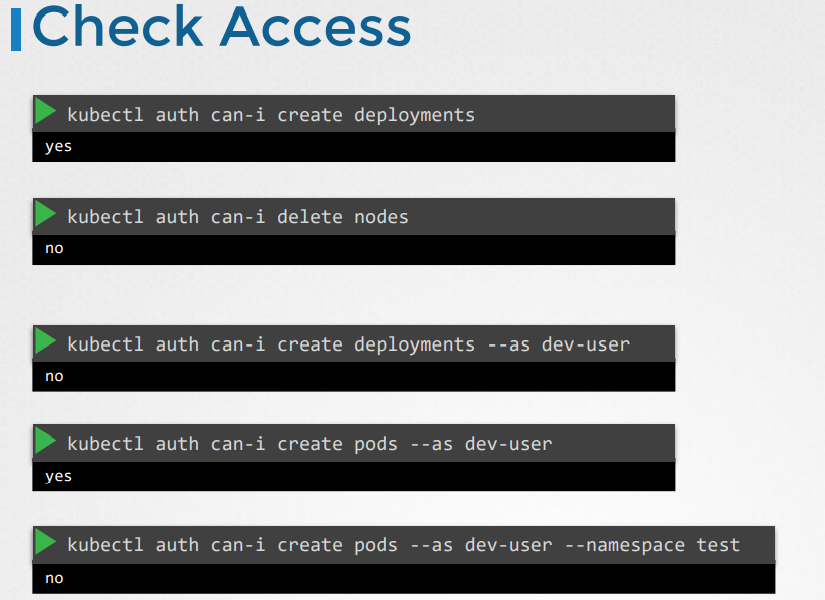 Check Access
kubectl auth can-i create deployments
yes
kubectl auth can-i delete nodes
no
kubectl auth can-i create deployments --as dev-user
no
kubectl auth can-i create pods --as dev-user
yes
kubectl auth can-i create pods --as dev-user --namespace test
no